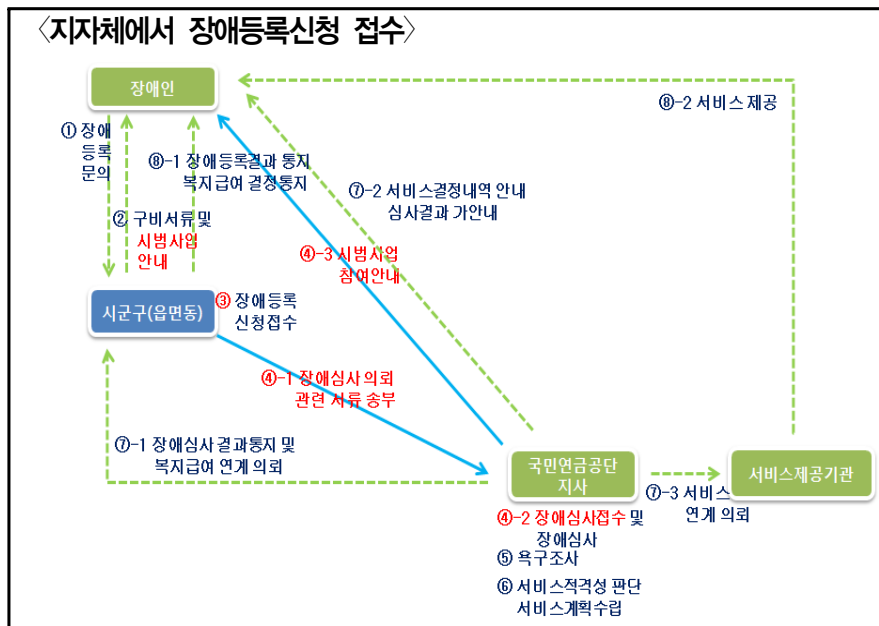 〈지자체에서 장애등록신청 접수〉
장애인
⑧-2 서비스 제공
① 장애
등록
문의
⑧-1 장애등록결과 통지
복지급여 결정통지
⑦-2 서비스결정내역 안내
심사결과 가안내
② 구비서류 및
시범사업
안내
④-3 시범사업
참여안내
시군구(읍면동)
③ 장애등록
신청접수
④-1 장애심사 의뢰
관련 서류 송부
⑦-1 장애심사 결과통지 및
복지급여 연계 의뢰
국민연금공단
지사
서비스제공기관
⑦-3 서비스
연계 의뢰
④-2 장애심사접수 및
장애심사
⑤ 욕구조사
⑥ 서비스적격성 판단
서비스계획수립